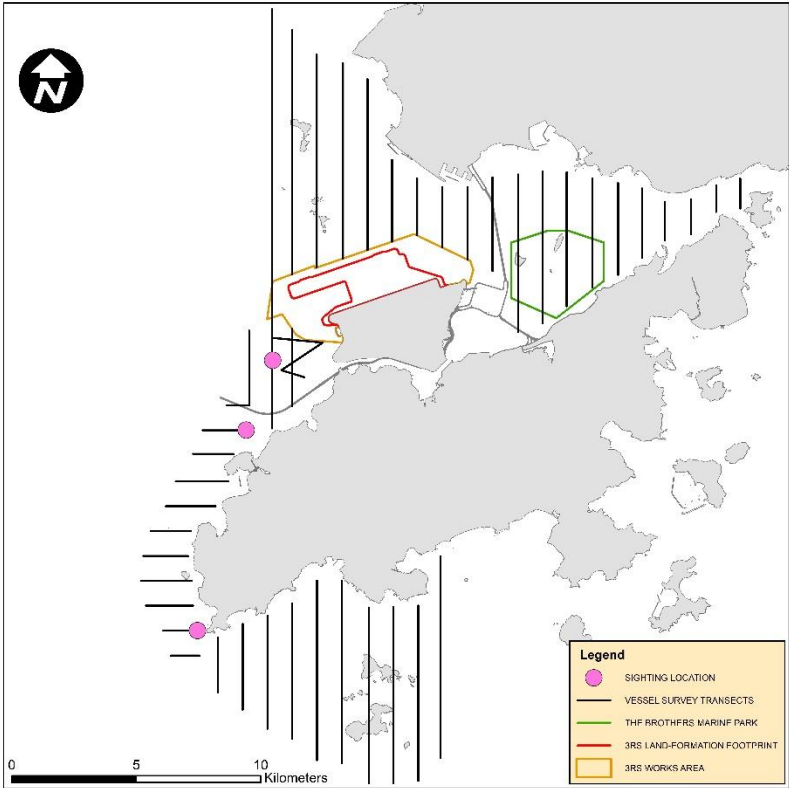 N
Legend
SIGHTING LOCATION
VESSEL SURVEY TRANSECTS
THE BROTHERS MARINE PARK
3RS LAND-FORMATION FOOTPRINT
3RS WORKS AREA
0 5 10
Kilometers